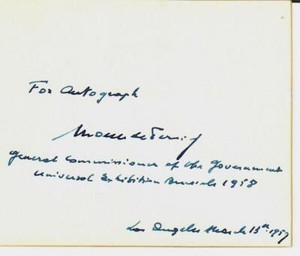 For Autograph
General Commissioner of the Government
Universal Exhibition Brussels 1958
Los Angeles March 13th 1957